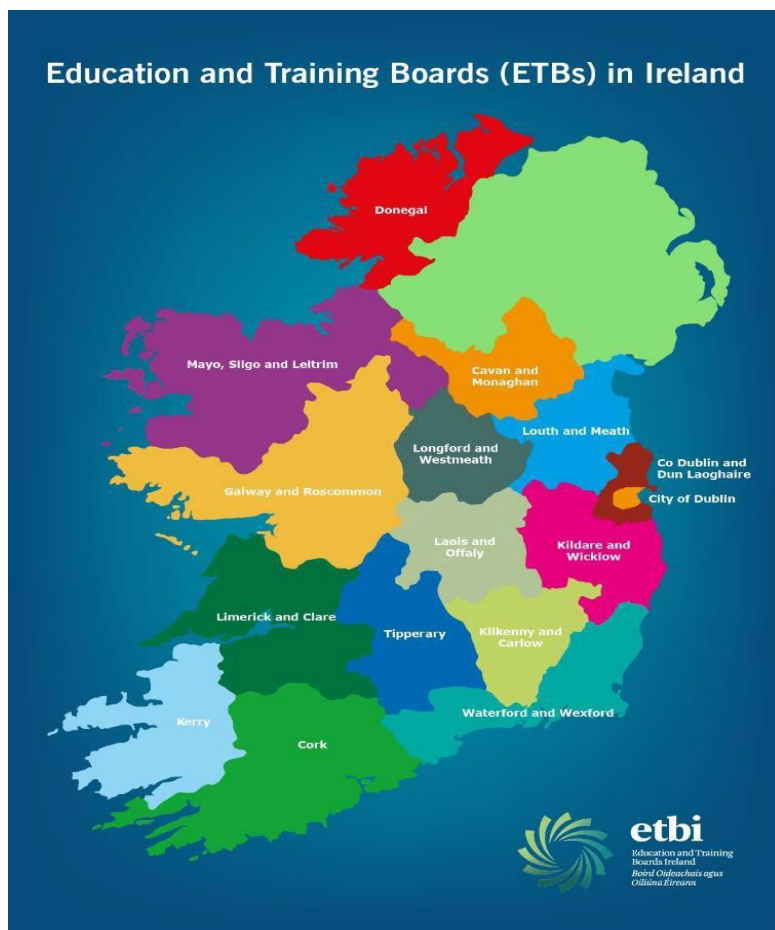 Education and Training Boards (ETBs) in Ireland
Donegal
Mayo, Sligo and Leitrim
Cavan and
Monaghan
Louth and Meath
Longford and
Westmeath
Co Dublin and
Dun Laoghaire
City of Dublin
Galway and Roscommon
Laois and
Offaly
Kildare and
Wicklow
Limerick and Clare
Tipperary
Kilkenny and
Carlow
Waterford and Wexford
Kerry
Cork
etbi
Education and Training
Boards Ireland
Boird Oideachais agus
Oiliúna Éireann